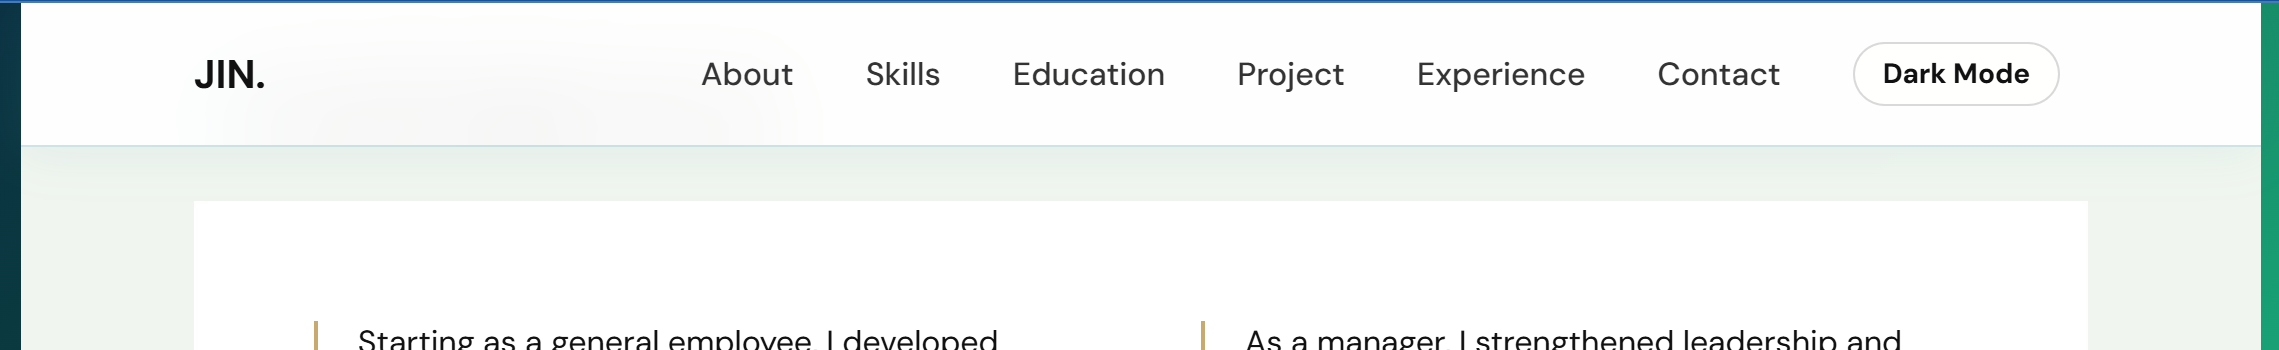 JIN. About Skills Education Project Experience Contact Dark Mode
Starting as a general employee, I developed
As a manager, I strengthened leadership and